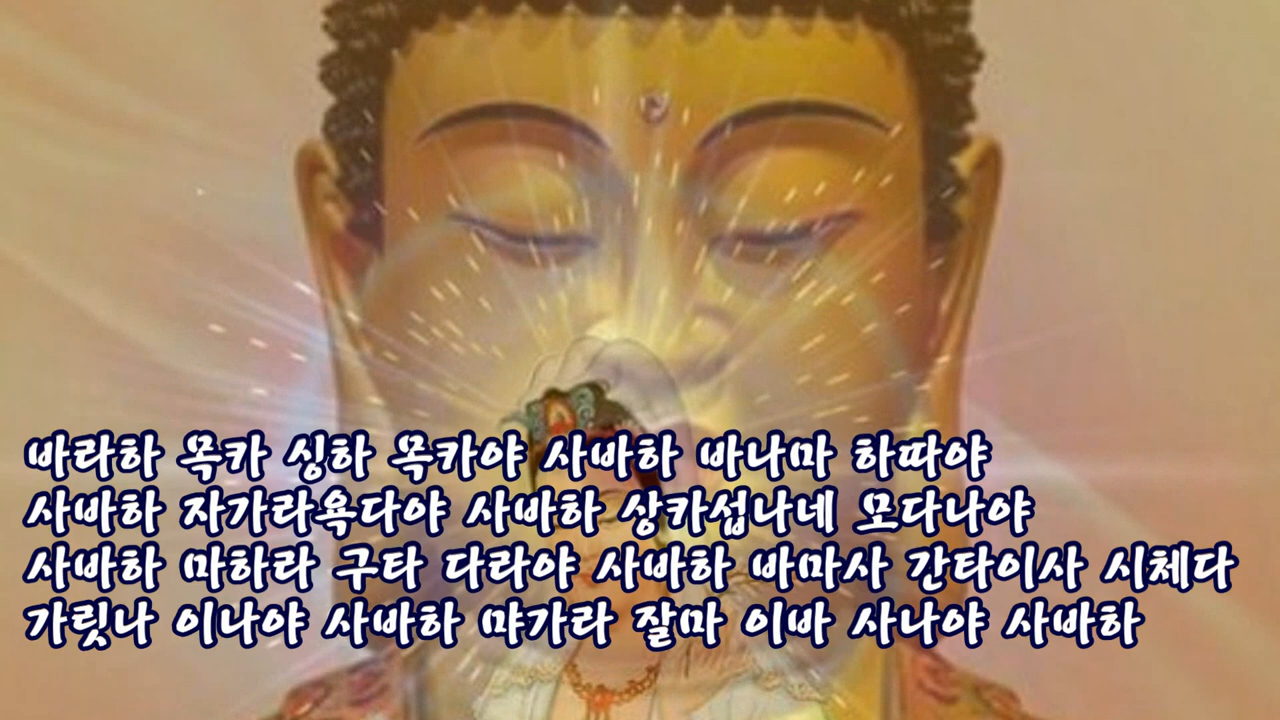 바라하 목카 싱하 목카야 사바하 바나마 하따야
사바하 자가라욕다야 사바하 상카섭나네 모다나야
사바하 마하라 구타 다라야 사바하 바마사 간타이사 시체다
가릿나 이나야 사바하 먀가라 잘마 이바 사나야 사바하